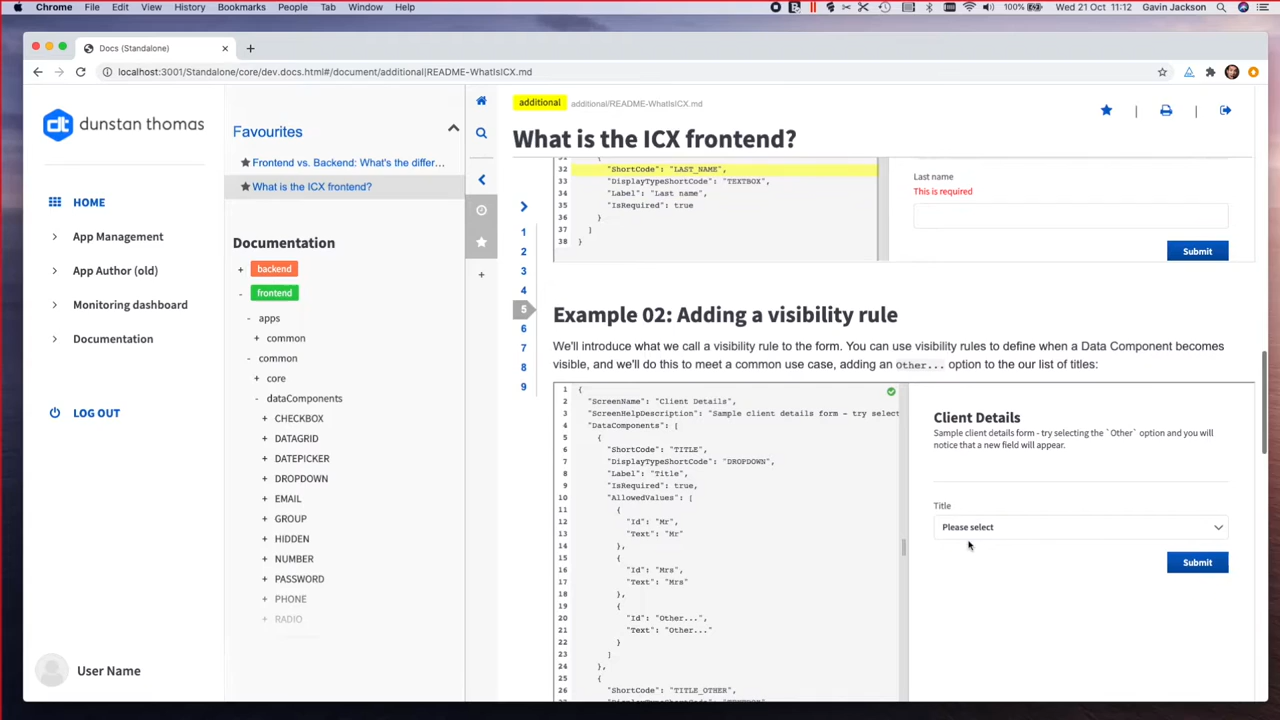 Chrome File Edit View History Bookmarks People Tab Window Help 100% Wed 21 Oct 11:12 Gavin Jackson
Docs (Standalone)
localhost:3001/Standalone/core/dev.docs.html#/document/additional|README-WhatIsICX.md
dt dunstan thomas
HOME
App Management
App Author (old)
Monitoring dashboard
Documentation
LOG OUT
User Name
Favourites
Frontend vs. Backend: What's the differ...
What is the ICX frontend?
Documentation
+ backend
- frontend
- apps
+ common
- common
+ core
- dataComponents
+ CHECKBOX
+ DATAGRID
+ DATEPICKER
+ DROPDOWN
+ EMAIL
+ GROUP
+ HIDDEN
+ NUMBER
+ PASSWORD
+ PHONE
+ RADIO
1
2
3
4
5
6
7
8
9
additional additional/README-WhatIsICX.md
What is the ICX frontend?
31 {
32 "ShortCode": "LAST_NAME",
33 "DisplayTypeShortCode": "TEXTBOX",
34 "Label": "Last name",
35 "IsRequired": true
36 }
37 ]
38 }
Last name
This is required
Submit
Example 02: Adding a visibility rule
We'll introduce what we call a visibility rule to the form. You can use visibility rules to define when a Data Component becomes
visible, and we'll do this to meet a common use case, adding an Other... option to the our list of titles:
1 {
2 "ScreenName": "Client Details",
3 "ScreenHelpDescription": "Sample client details form - try select
4 "DataComponents": [
5 {
6 "ShortCode": "TITLE",
7 "DisplayTypeShortCode": "DROPDOWN",
8 "Label": "Title",
9 "IsRequired": true,
10 "AllowedValues": [
11 {
12 "Id": "Mr",
13 "Text": "Mr"
14 },
15 {
16 "Id": "Mrs",
17 "Text": "Mrs"
18 },
19 {
20 "Id": "Other...",
21 "Text": "Other..."
22 }
23 ]
24 },
25 {
26 "ShortCode": "TITLE_OTHER",
Client Details
Sample client details form - try selecting the `Other` option and you will
notice that a new field will appear.
Title
Please select
Submit